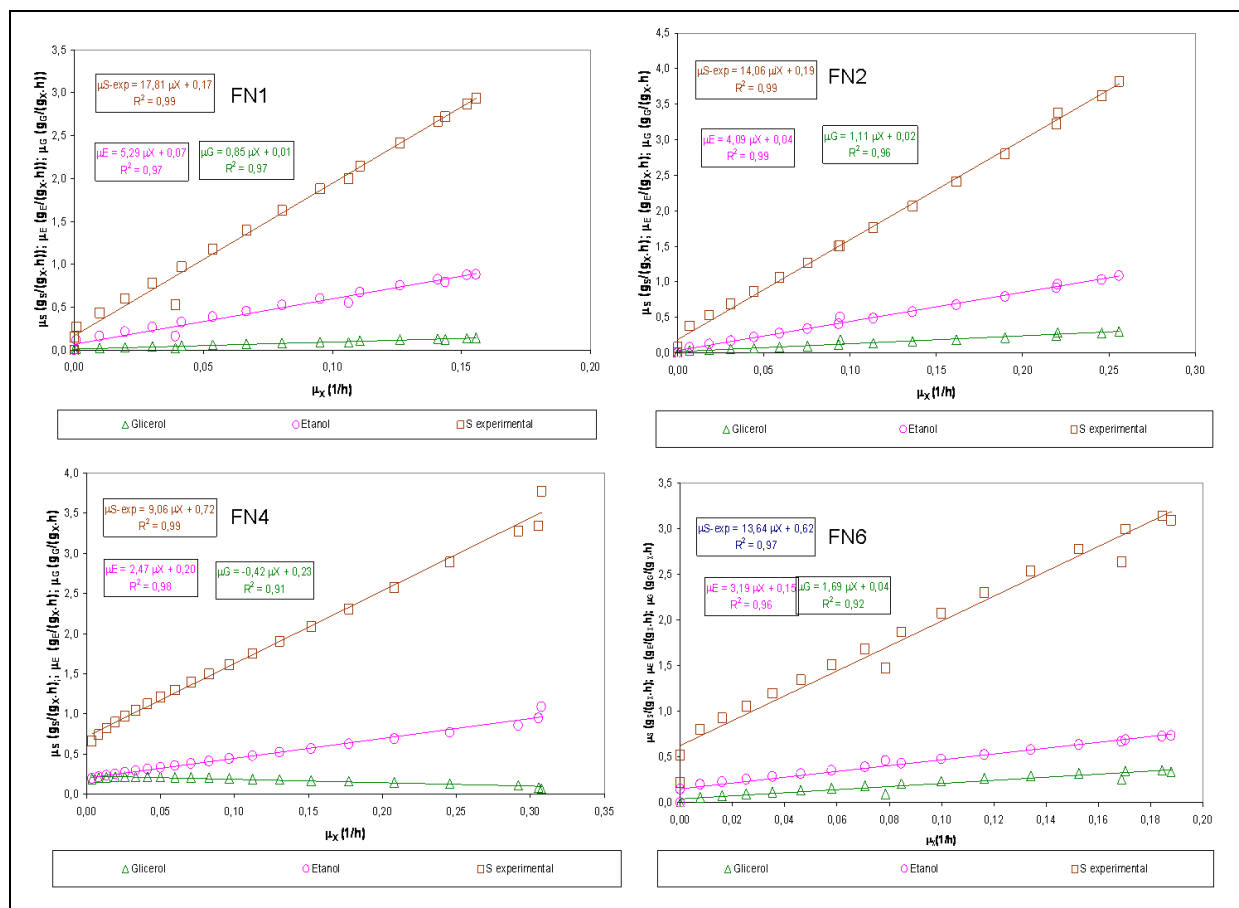 FN1
μS-exp = 17,81 μX + 0,17
R² = 0,99
μE = 5,29 μX + 0,07
R² = 0,97
μG = 0,85 μX + 0,01
R² = 0,97
μS (gS/(gX.h)); μE (gE/(gX.h)); μG (gG/(gX.h))
3,5
3,0
2,5
2,0
1,5
1,0
0,5
0,0
0,00 0,05 0,10 0,15 0,20
μX (1/h)
Glicerol Etanol S experimental
FN2
μS-exp = 14,06 μX + 0,19
R² = 0,99
μE = 4,09 μX + 0,04
R² = 0,99
μG = 1,11 μX + 0,02
R² = 0,96
μS (gS/(gX.h)); μE (gE/(gX.h)); μG (gG/(gX.h)
4,5
4,0
3,5
3,0
2,5
2,0
1,5
1,0
0,5
0,0
0,00 0,05 0,10 0,15 0,20 0,25 0,30
μX (1/h)
Glicerol Etanol S experimental
FN4
μS-exp = 9,06 μX + 0,72
R² = 0,99
μE = 2,47 μX + 0,20
R² = 0,98
μG = -0,42 μX + 0,23
R² = 0,91
μS (gS/(gX.h); μE (gE/(gX.h); μG (gG/(gX.h)
4,0
3,5
3,0
2,5
2,0
1,5
1,0
0,5
0,0
0,00 0,05 0,10 0,15 0,20 0,25 0,30 0,35
μX (1/h)
Glicerol Etanol S experimental
FN6
μS-exp = 13,64 μX + 0,62
R² = 0,97
μE = 3,19 μX + 0,15
R² = 0,96
μG = 1,69 μX + 0,04
R² = 0,92
μS (gS/(gX.h); μE (gE/(gX.h); μG (gG/(gX.h)
3,5
3,0
2,5
2,0
1,5
1,0
0,5
0,0
0,00 0,02 0,04 0,06 0,08 0,10 0,12 0,14 0,16 0,18 0,20
μX (1/h)
Glicerol Etanol S experimental